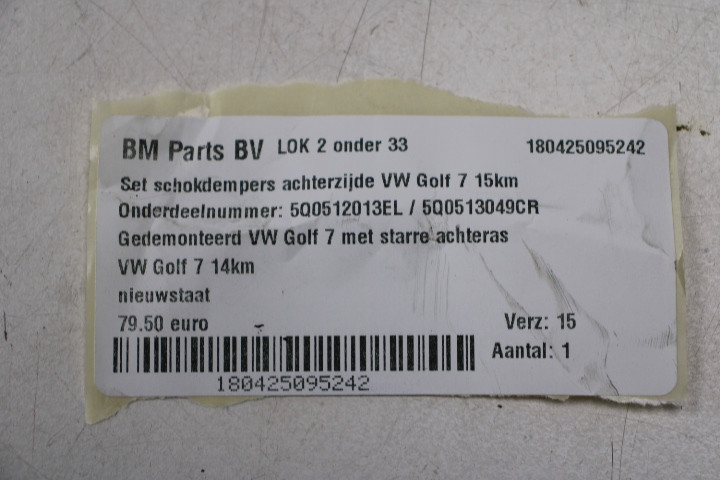 BM Parts BV LOK 2 onder 33 180425095242
Set schokdempers achterzijde VW Golf 7 15km
Onderdeelnummer: 5Q0512013EL / 5Q0513049CR
Gedemonteerd VW Golf 7 met starre achteras
VW Golf 7 14km
nieuwstaat
79.50 euro Verz: 15
Aantal: 1
180425095242